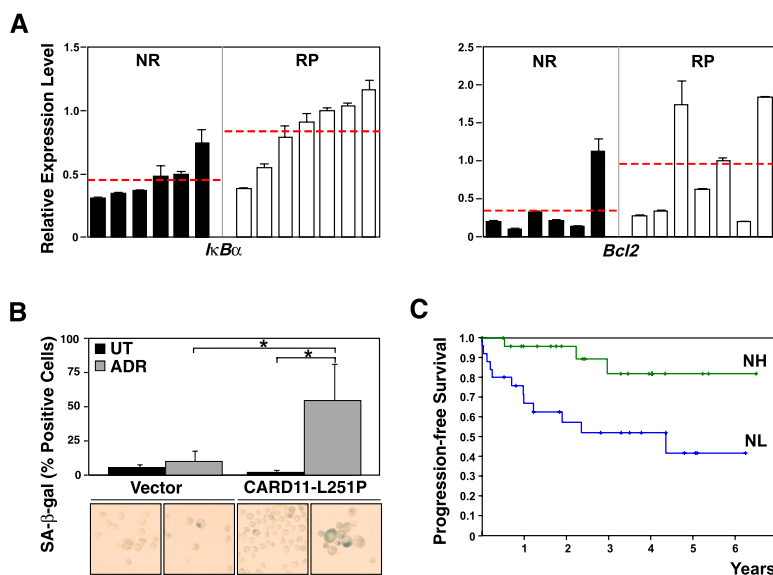 A
Relative Expression Level
1.5
1.0
0.5
0
NR
RP
IκBα
2.5
2.0
1.5
1.0
0.5
0
NR
RP
Bcl2
B
SA-β-gal (% Positive Cells)
100
75
50
25
0
UT
ADR
*
*
Vector
CARD11-L251P
C
Progression-free Survival
1.0
0.9
0.8
0.7
0.6
0.5
0.4
0.3
0.2
0.1
0
NH
NL
1 2 3 4 5 6
Years